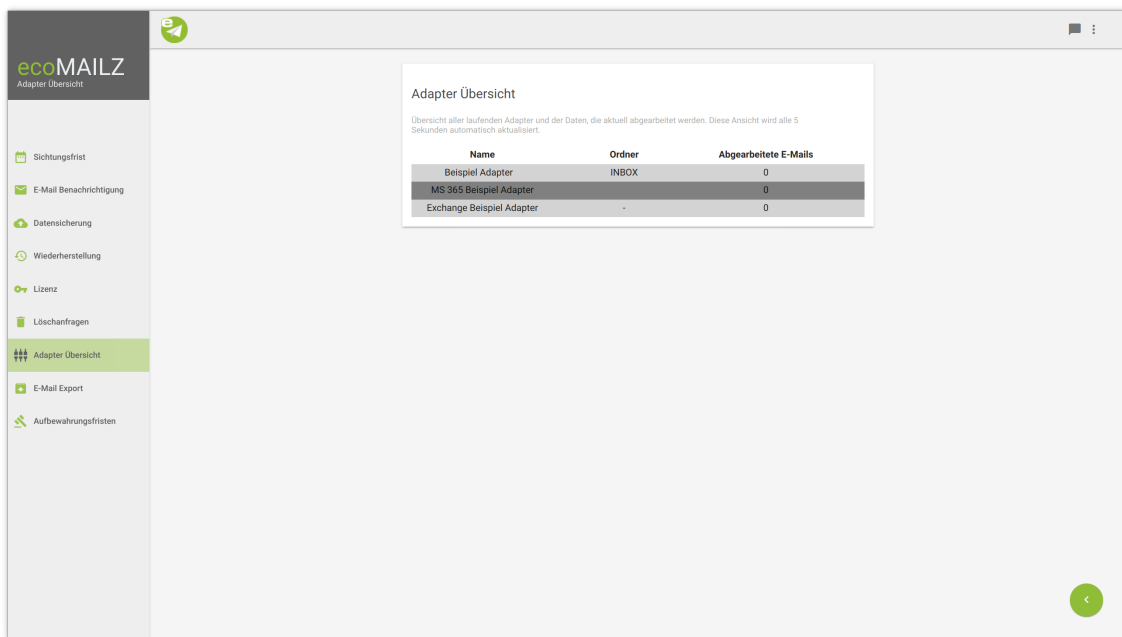 ecoMAILZ
Adapter Übersicht
Sichtungsfrist
E-Mail Benachrichtigung
Datensicherung
Wiederherstellung
Lizenz
Löschanfragen
Adapter Übersicht
E-Mail Export
Aufbewahrungsfristen
e
Adapter Übersicht
Übersicht aller laufenden Adapter und der Daten, die aktuell abgearbeitet werden. Diese Ansicht wird alle 5
Sekunden automatisch aktualisiert.
Name Ordner Abgearbeitete E-Mails
Beispiel Adapter INBOX 0
MS 365 Beispiel Adapter 0
Exchange Beispiel Adapter - 0